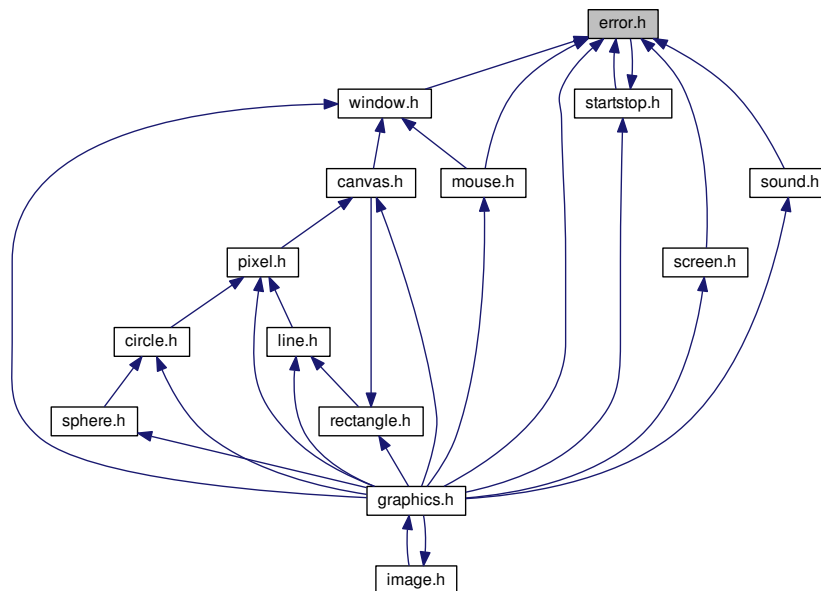 error.h
window.h
startstop.h
canvas.h
mouse.h
sound.h
pixel.h
screen.h
circle.h
line.h
sphere.h
rectangle.h
graphics.h
image.h